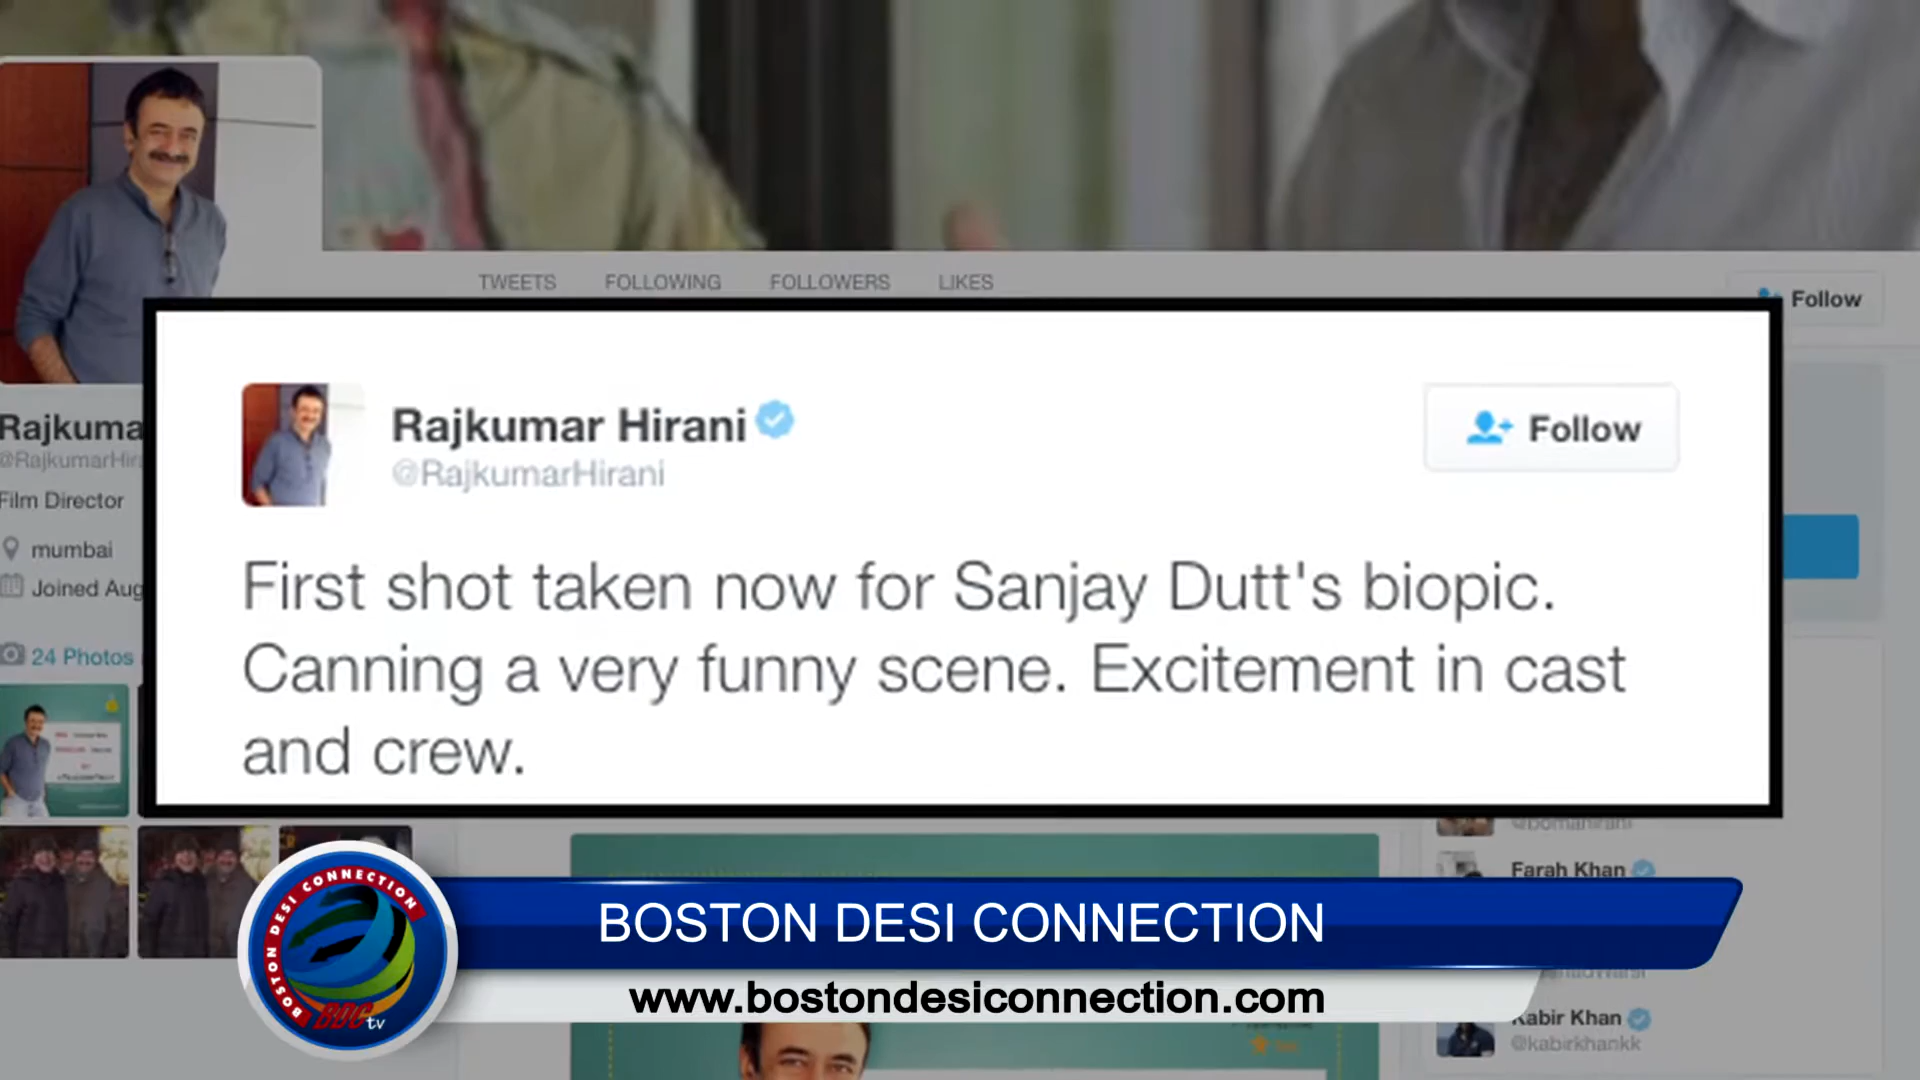 TWEETS FOLLOWING FOLLOWERS LIKES
Follow
Rajkuma
@RajkumarHir
Film Director
mumbai
Joined Aug
24 Photos
Rajkumar Hirani
@RajkumarHirani
Follow
First shot taken now for Sanjay Dutt's biopic.
Canning a very funny scene. Excitement in cast
and crew.
@bomanirani
Farah Khan
BOSTON DESI CONNECTION
www.bostondesiconnection.com
BOSTON DESI CONNECTION
BDC tv
Kabir Khan
@kabirkhankk